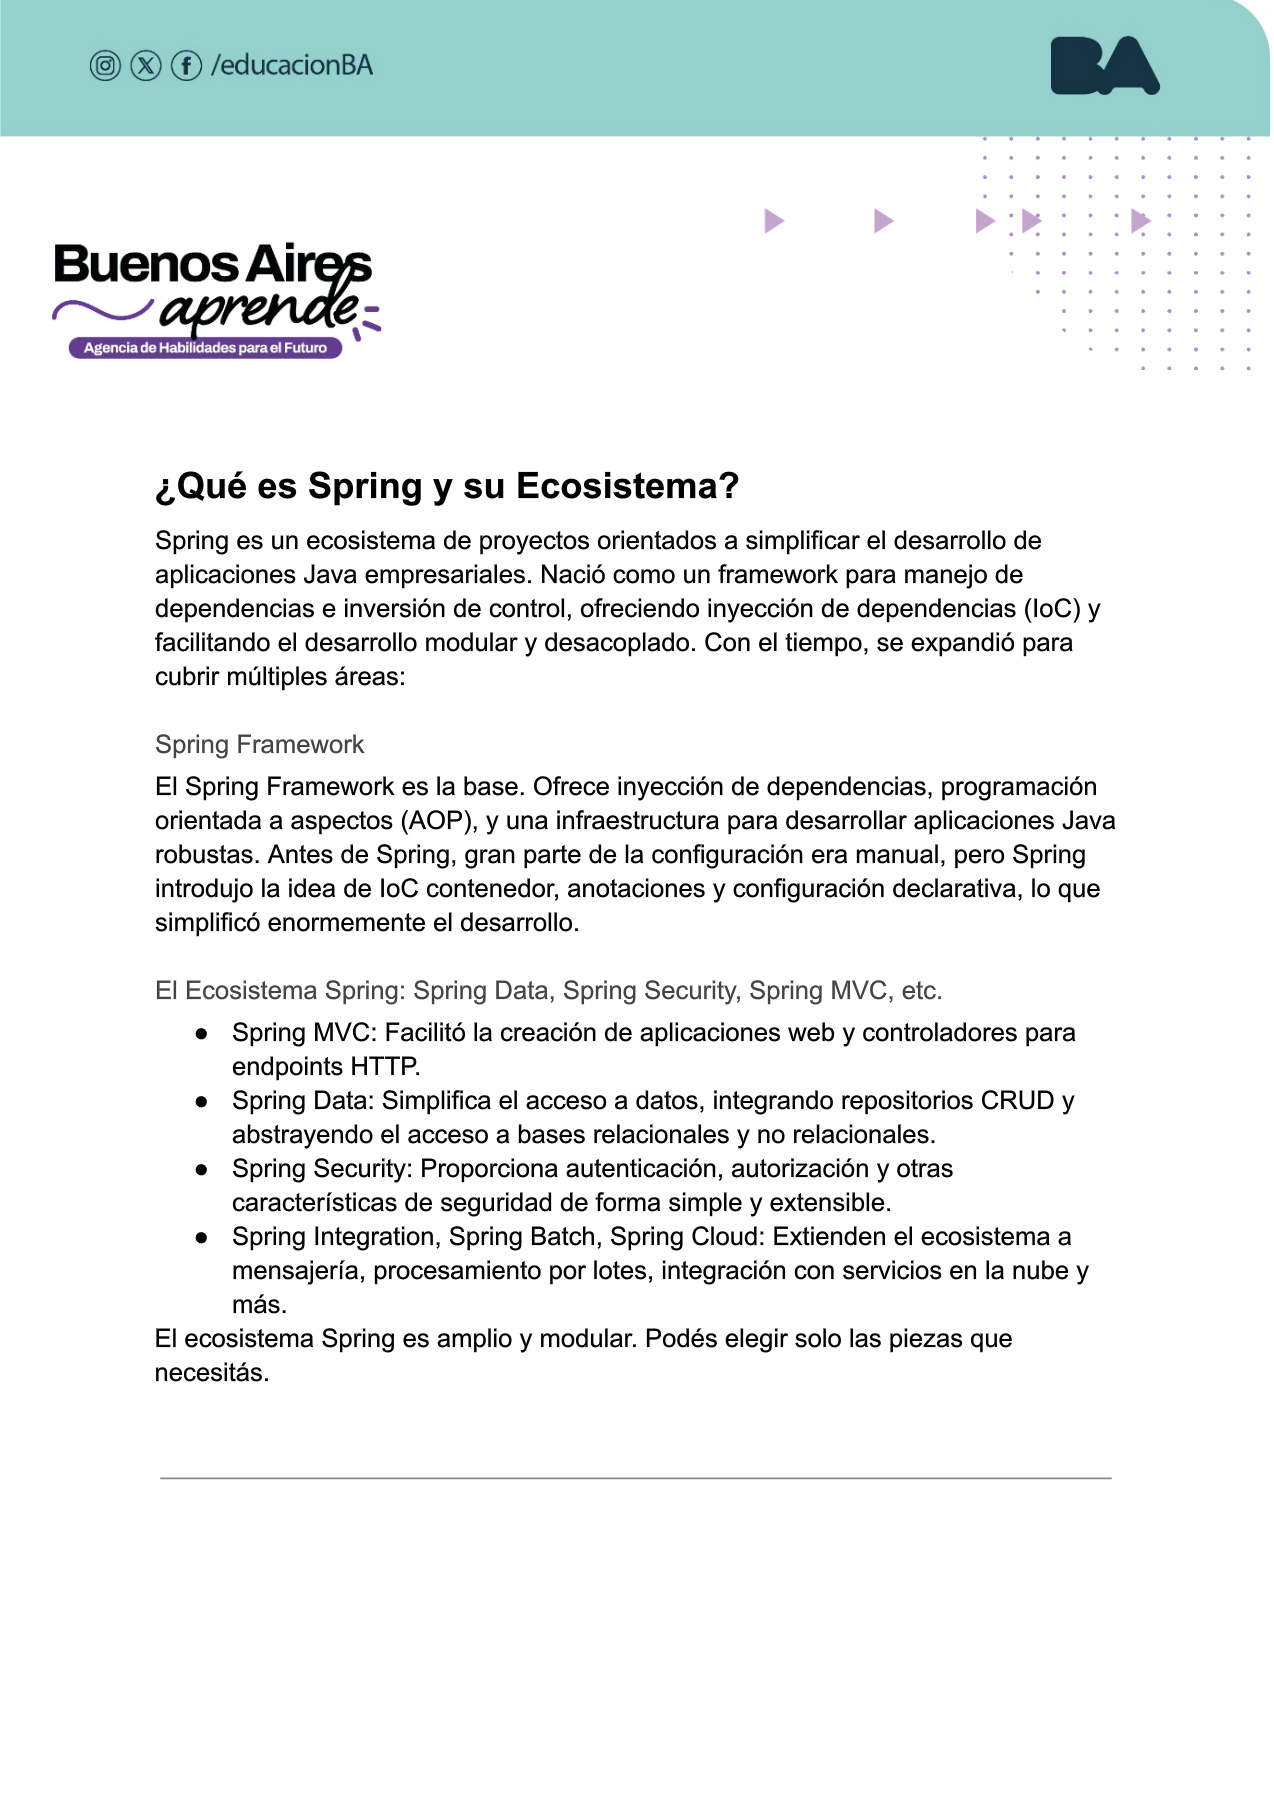 /educacionBA
BA
Buenos Aires
aprende
Agencia de Habilidades para el Futuro
¿Qué es Spring y su Ecosistema?
Spring es un ecosistema de proyectos orientados a simplificar el desarrollo de
aplicaciones Java empresariales. Nació como un framework para manejo de
dependencias e inversión de control, ofreciendo inyección de dependencias (IoC) y
facilitando el desarrollo modular y desacoplado. Con el tiempo, se expandió para
cubrir múltiples áreas:
Spring Framework
El Spring Framework es la base. Ofrece inyección de dependencias, programación
orientada a aspectos (AOP), y una infraestructura para desarrollar aplicaciones Java
robustas. Antes de Spring, gran parte de la configuración era manual, pero Spring
introdujo la idea de IoC contenedor, anotaciones y configuración declarativa, lo que
simplificó enormemente el desarrollo.
El Ecosistema Spring: Spring Data, Spring Security, Spring MVC, etc.
● Spring MVC: Facilitó la creación de aplicaciones web y controladores para
endpoints HTTP.
● Spring Data: Simplifica el acceso a datos, integrando repositorios CRUD y
abstrayendo el acceso a bases relacionales y no relacionales.
● Spring Security: Proporciona autenticación, autorización y otras
características de seguridad de forma simple y extensible.
● Spring Integration, Spring Batch, Spring Cloud: Extienden el ecosistema a
mensajería, procesamiento por lotes, integración con servicios en la nube y
más.
El ecosistema Spring es amplio y modular. Podés elegir solo las piezas que
necesitás.